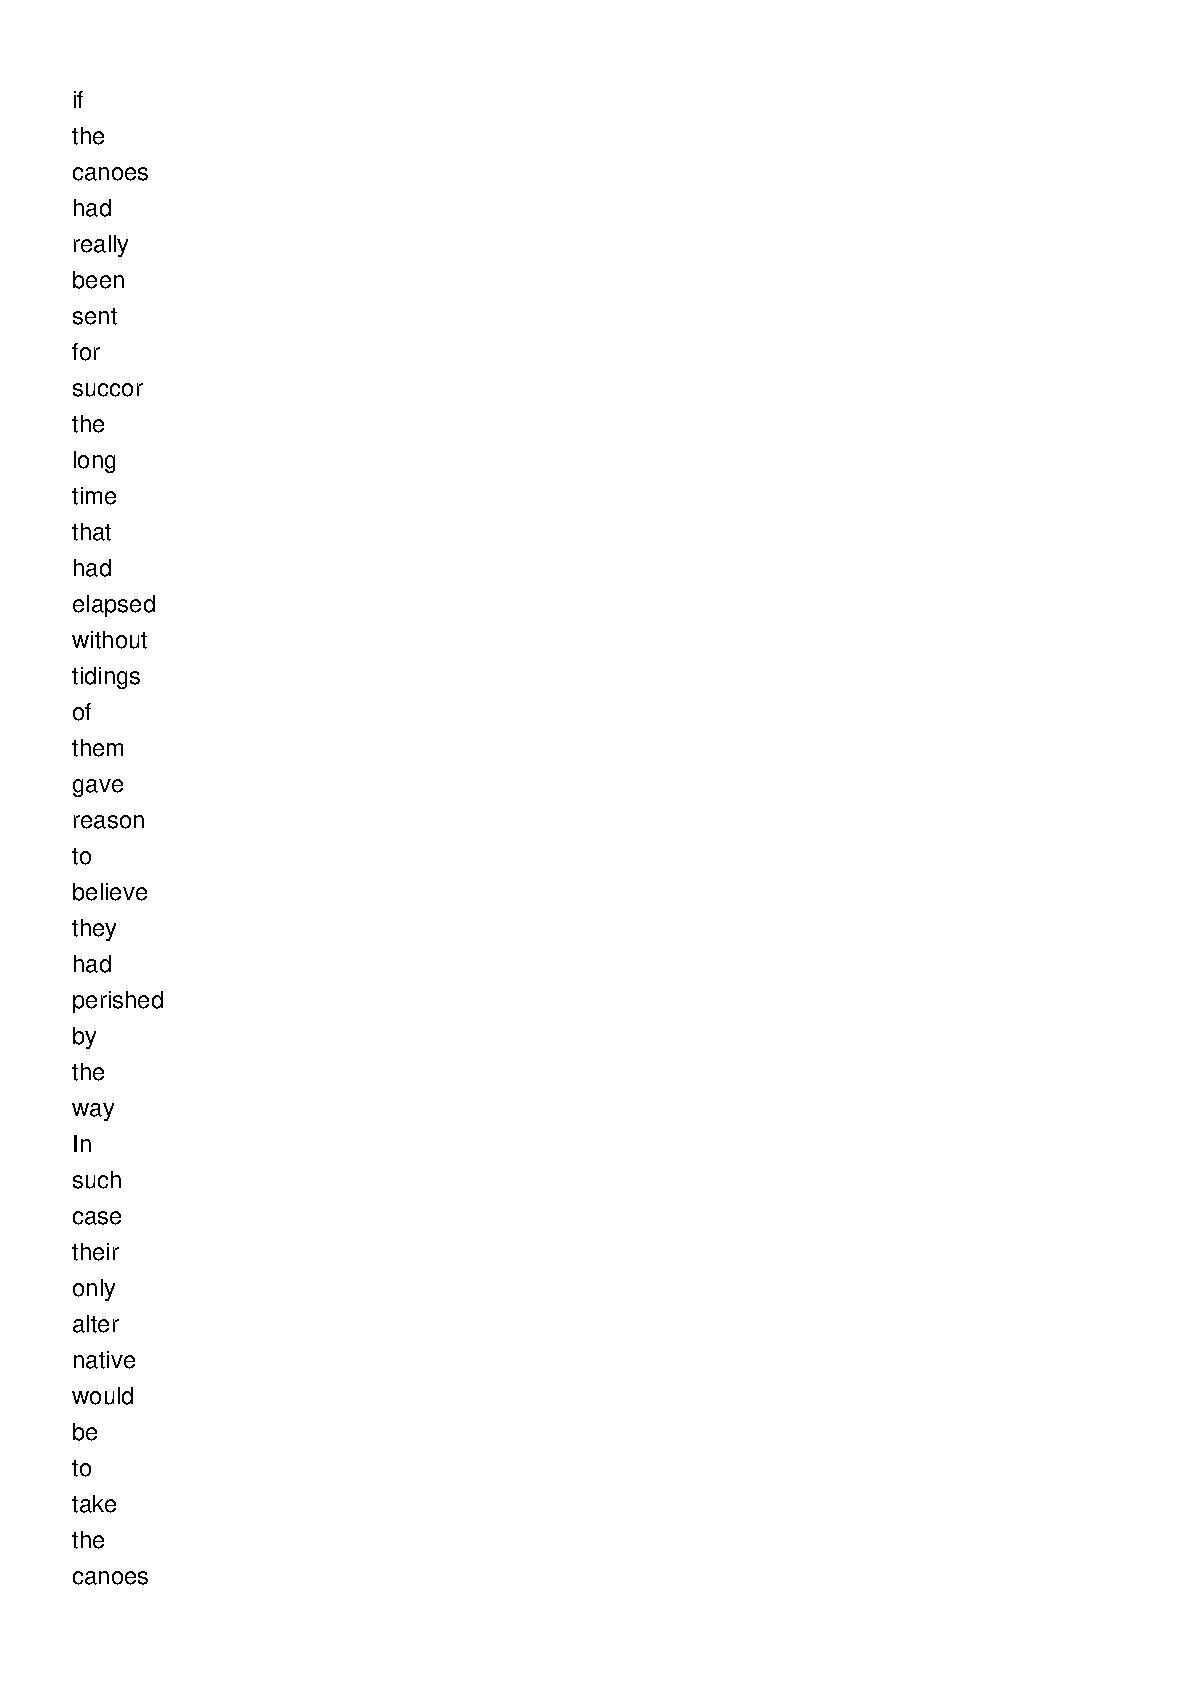 if
the
canoes
had
really
been
sent
for
succor
the
long
time
that
had
elapsed
without
tidings
of
them
gave
reason
to
believe
they
had
perished
by
the
way
In
such
case
their
only
alter
native
would
be
to
take
the
canoes